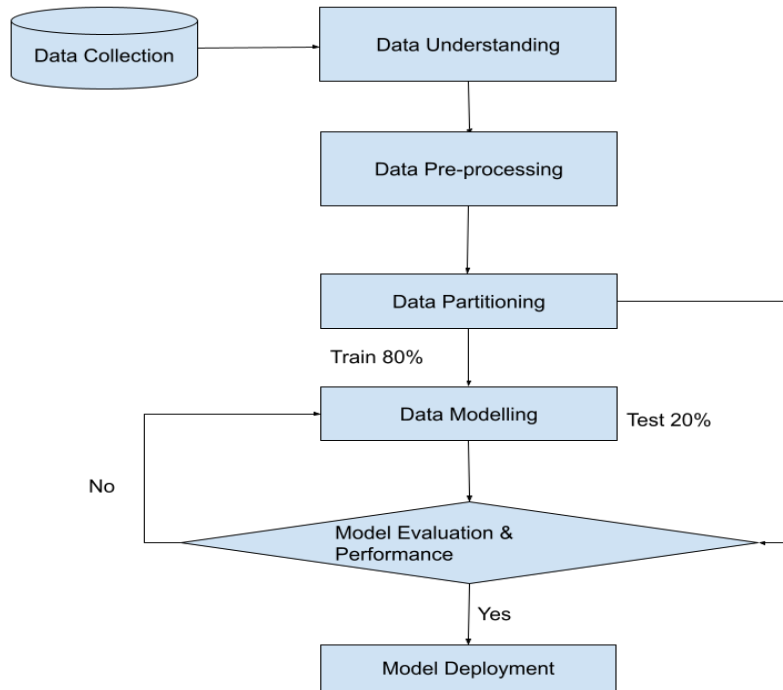 Data Collection
Data Understanding
Data Pre-processing
Data Partitioning
Train 80%
Data Modelling
Test 20%
No
Model Evaluation &
Performance
Yes
Model Deployment